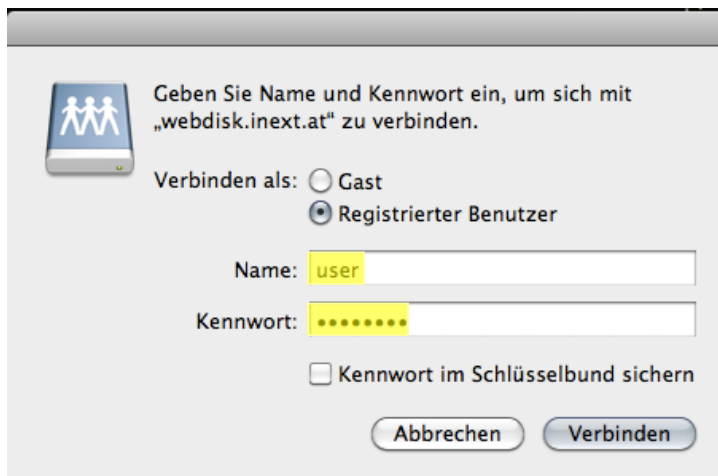 Geben Sie Name und Kennwort ein, um sich mit
„webdisk.inext.at“ zu verbinden.
Verbinden als: Gast
Registrierter Benutzer
Name: user
Kennwort: ••••••••
Kennwort im Schlüsselbund sichern
Abbrechen Verbinden